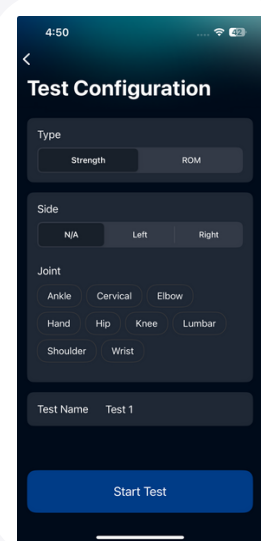 4:50 42
Test Configuration
Type
Strength ROM
Side
N/A Left Right
Joint
Ankle Cervical Elbow
Hand Hip Knee Lumbar
Shoulder Wrist
Test Name Test 1
Start Test